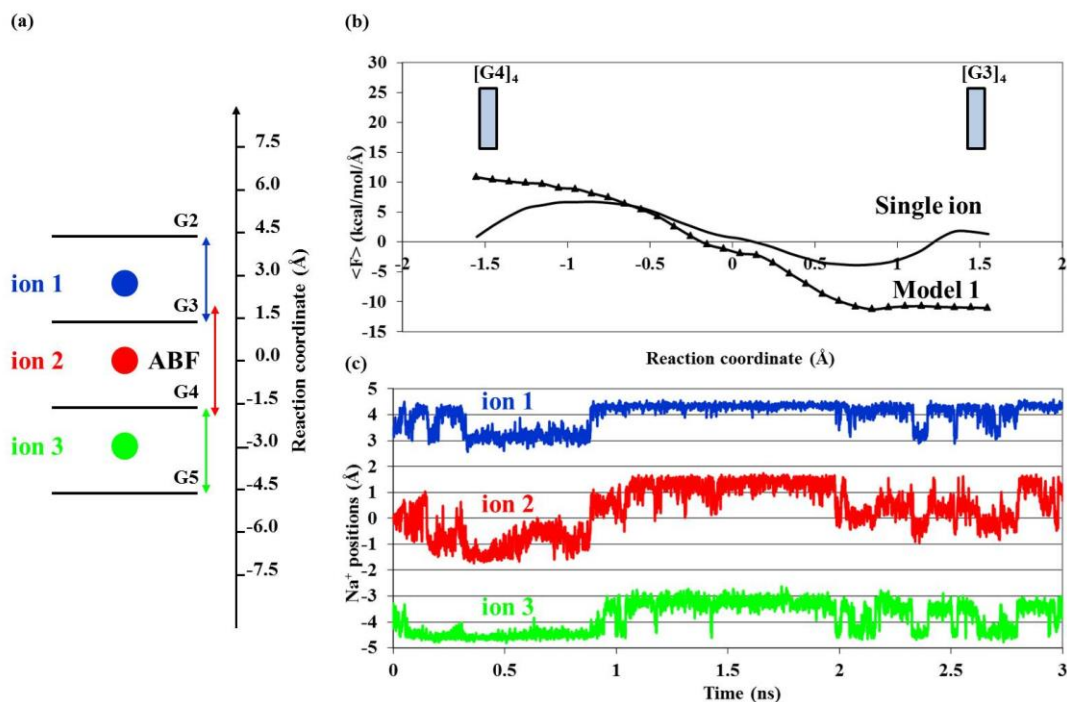 (a)
7.5
6.0
G2
4.5
ion 1
3.0
G3
1.5
ion 2
ABF
0.0
G4
-1.5
ion 3
-3.0
G5
-4.5
-6.0
-7.5
Reaction coordinate (Å)
(b)
30
25
20
15
10
5
0
-5
-10
-15
<F> (kcal/mol/Å)
[G4]₄
[G3]₄
-2
-1.5
-1
-0.5
0
0.5
1
1.5
2
Single ion
Model 1
Reaction coordinate (Å)
(c)
5
4
3
2
1
0
-1
-2
-3
-4
-5
Na⁺ positions (Å)
ion 1
ion 2
ion 3
0
0.5
1
1.5
2
2.5
3
Time (ns)